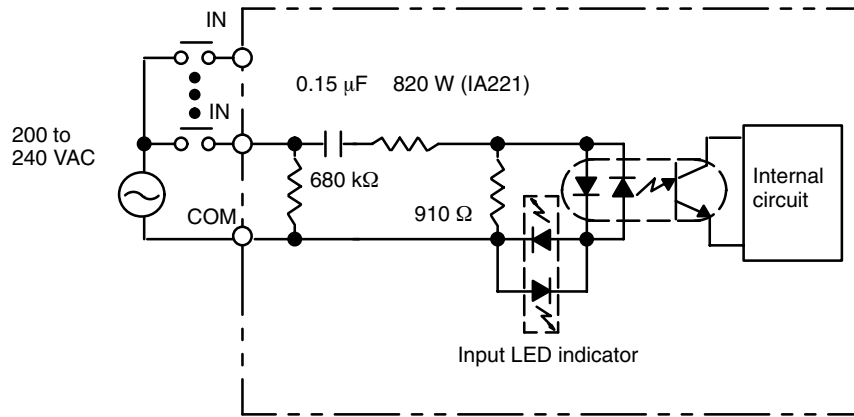 IN
0.15 μF 820 W (IA221)
IN
200 to
240 VAC
680 kΩ
Internal
circuit
COM
910 Ω
Input LED indicator